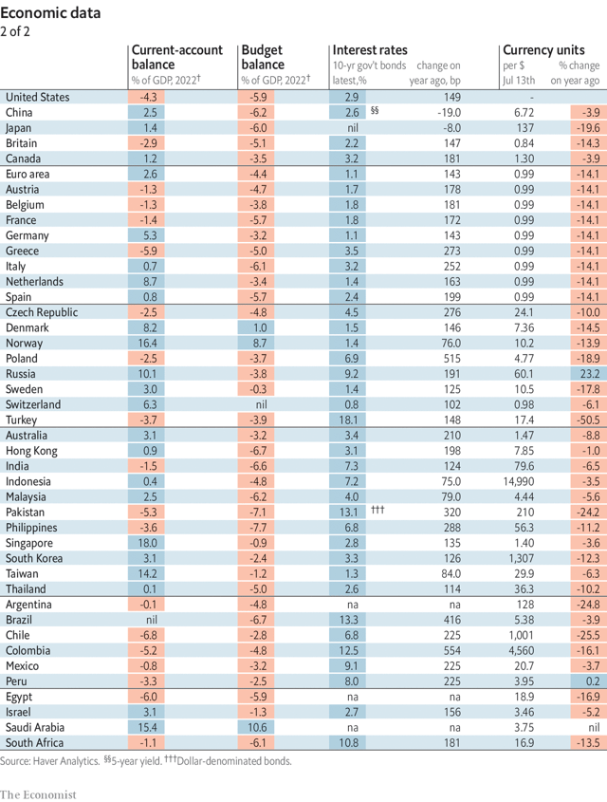 Economic data
2 of 2
Current-account balance Budget balance Interest rates Currency units
% of GDP, 2022† % of GDP, 2022† 10-yr gov't bonds latest,% change on year ago, bp per $ Jul 13th % change on year ago
United States -4.3 -5.9 2.9 149 -
China 2.5 -6.2 2.6 §§ -19.0 6.72 -3.9
Japan 1.4 -6.0 nil -8.0 137 -19.6
Britain -2.9 -5.1 2.2 147 0.84 -14.3
Canada 1.2 -3.5 3.2 181 1.30 -3.9
Euro area 2.6 -4.4 1.1 143 0.99 -14.1
Austria -1.3 -4.7 1.7 178 0.99 -14.1
Belgium -1.3 -3.8 1.8 181 0.99 -14.1
France -1.4 -5.7 1.8 172 0.99 -14.1
Germany 5.3 -3.2 1.1 143 0.99 -14.1
Greece -5.9 -5.0 3.5 273 0.99 -14.1
Italy 0.7 -6.1 3.2 252 0.99 -14.1
Netherlands 8.7 -3.4 1.4 163 0.99 -14.1
Spain 0.8 -5.7 2.4 199 0.99 -14.1
Czech Republic -2.5 -4.8 4.5 276 24.1 -10.0
Denmark 8.2 1.0 1.5 146 7.36 -14.5
Norway 16.4 8.7 1.4 76.0 10.2 -13.9
Poland -2.5 -3.7 6.9 515 4.77 -18.9
Russia 10.1 -3.8 9.2 191 60.1 23.2
Sweden 3.0 -0.3 1.4 125 10.5 -17.8
Switzerland 6.3 nil 0.8 102 0.98 -6.1
Turkey -3.7 -3.9 18.1 148 17.4 -50.5
Australia 3.1 -3.2 3.4 210 1.47 -8.8
Hong Kong 0.9 -6.7 3.1 198 7.85 -1.0
India -1.5 -6.6 7.3 124 79.6 -6.5
Indonesia 0.4 -4.8 7.2 75.0 14,990 -3.5
Malaysia 2.5 -6.2 4.0 79.0 4.44 -5.6
Pakistan -5.3 -7.1 13.1 ††† 320 210 -24.2
Philippines -3.6 -7.7 6.8 288 56.3 -11.2
Singapore 18.0 -0.9 2.8 135 1.40 -3.6
South Korea 3.1 -2.4 3.3 126 1,307 -12.3
Taiwan 14.2 -1.2 1.3 84.0 29.9 -6.3
Thailand 0.1 -5.0 2.6 114 36.3 -10.2
Argentina -0.1 -4.8 na na 128 -24.8
Brazil nil -6.7 13.3 416 5.38 -3.9
Chile -6.8 -2.8 6.8 225 1,001 -25.5
Colombia -5.2 -4.8 12.5 554 4,560 -16.1
Mexico -0.8 -3.2 9.1 225 20.7 -3.7
Peru -3.3 -2.5 8.0 225 3.95 0.2
Egypt -6.0 -5.9 na na 18.9 -16.9
Israel 3.1 -1.3 2.7 156 3.46 -5.2
Saudi Arabia 15.4 10.6 na na 3.75 nil
South Africa -1.1 -6.1 10.8 181 16.9 -13.5
Source: Haver Analytics. §§5-year yield. †††Dollar-denominated bonds.
The Economist